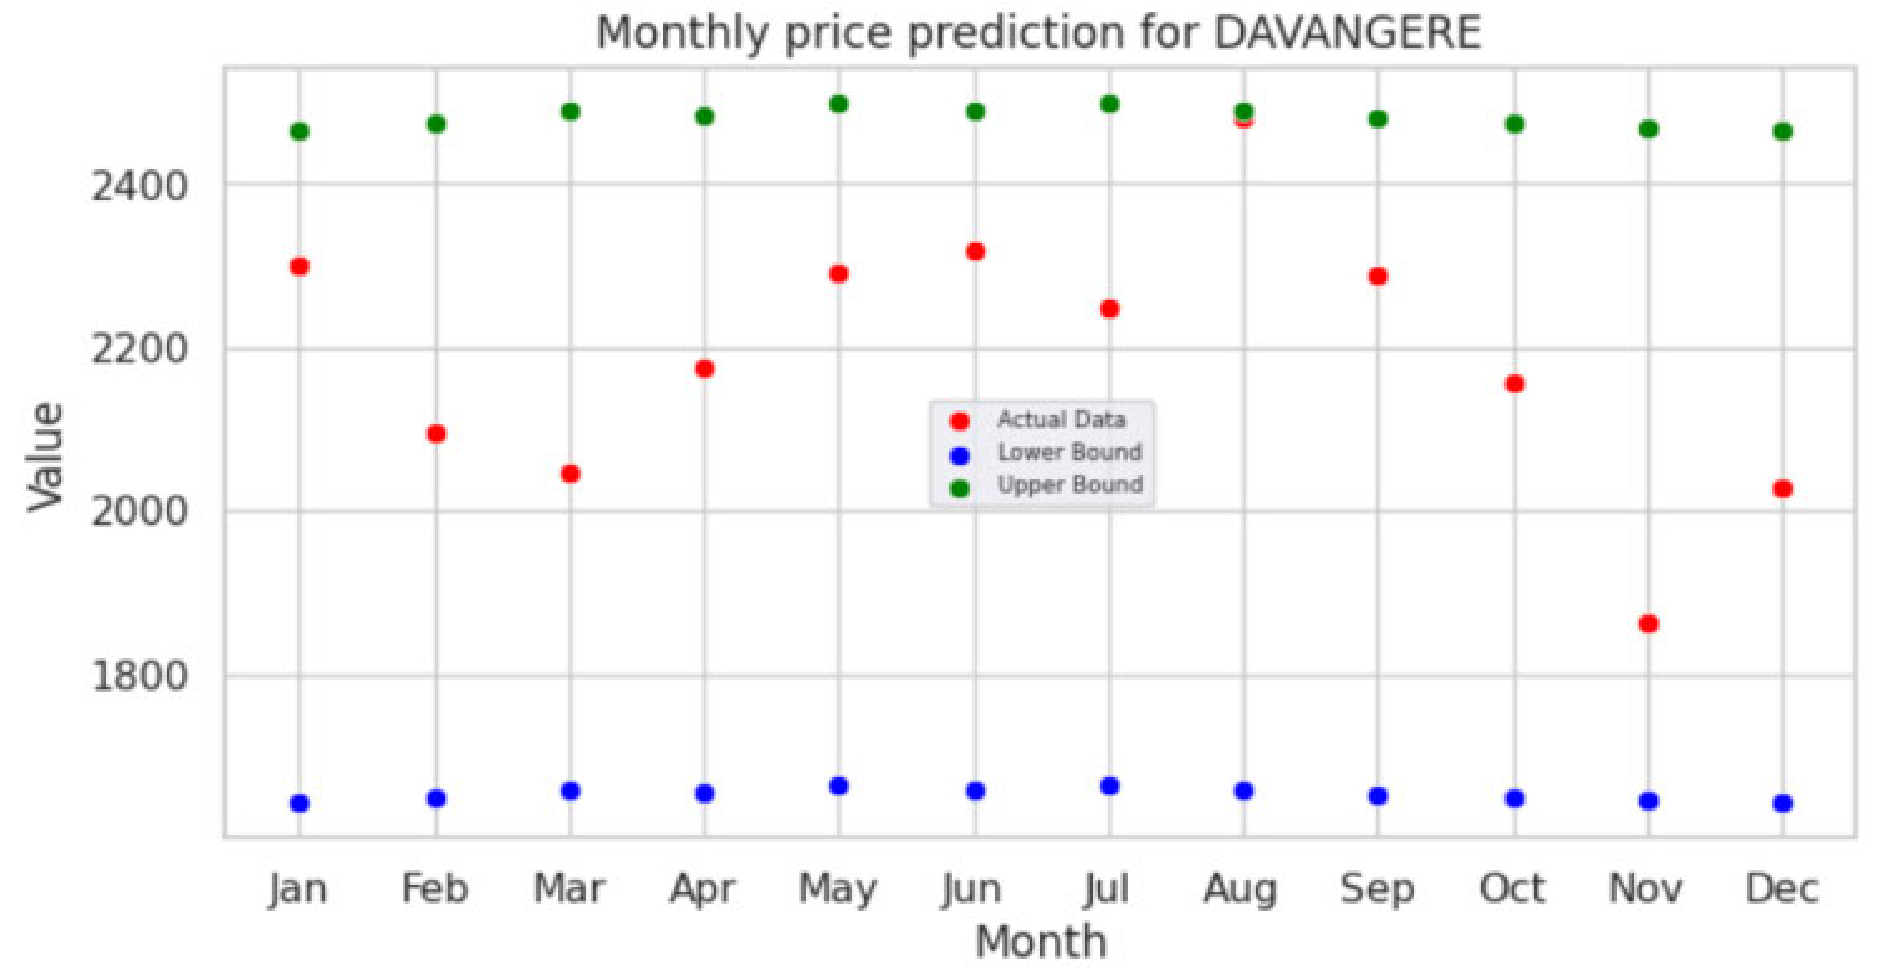 Monthly price prediction for DAVANGERE
2400
2200
2000
1800
Value
Actual Data
Lower Bound
Upper Bound
Jan Feb Mar Apr May Jun Jul Aug Sep Oct Nov Dec
Month